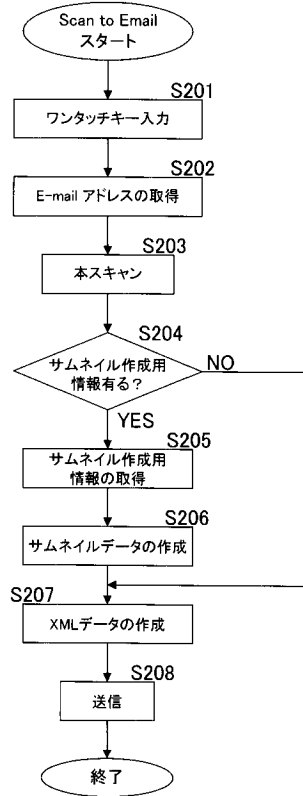 Scan to Email
スタート
S201
ワンタッチキー入力
S202
E-mail アドレスの取得
S203
本スキャン
S204
サムネイル作成用
情報有る？
NO
YES
S205
サムネイル作成用
情報の取得
S206
サムネイルデータの作成
S207
XMLデータの作成
S208
送信
終了